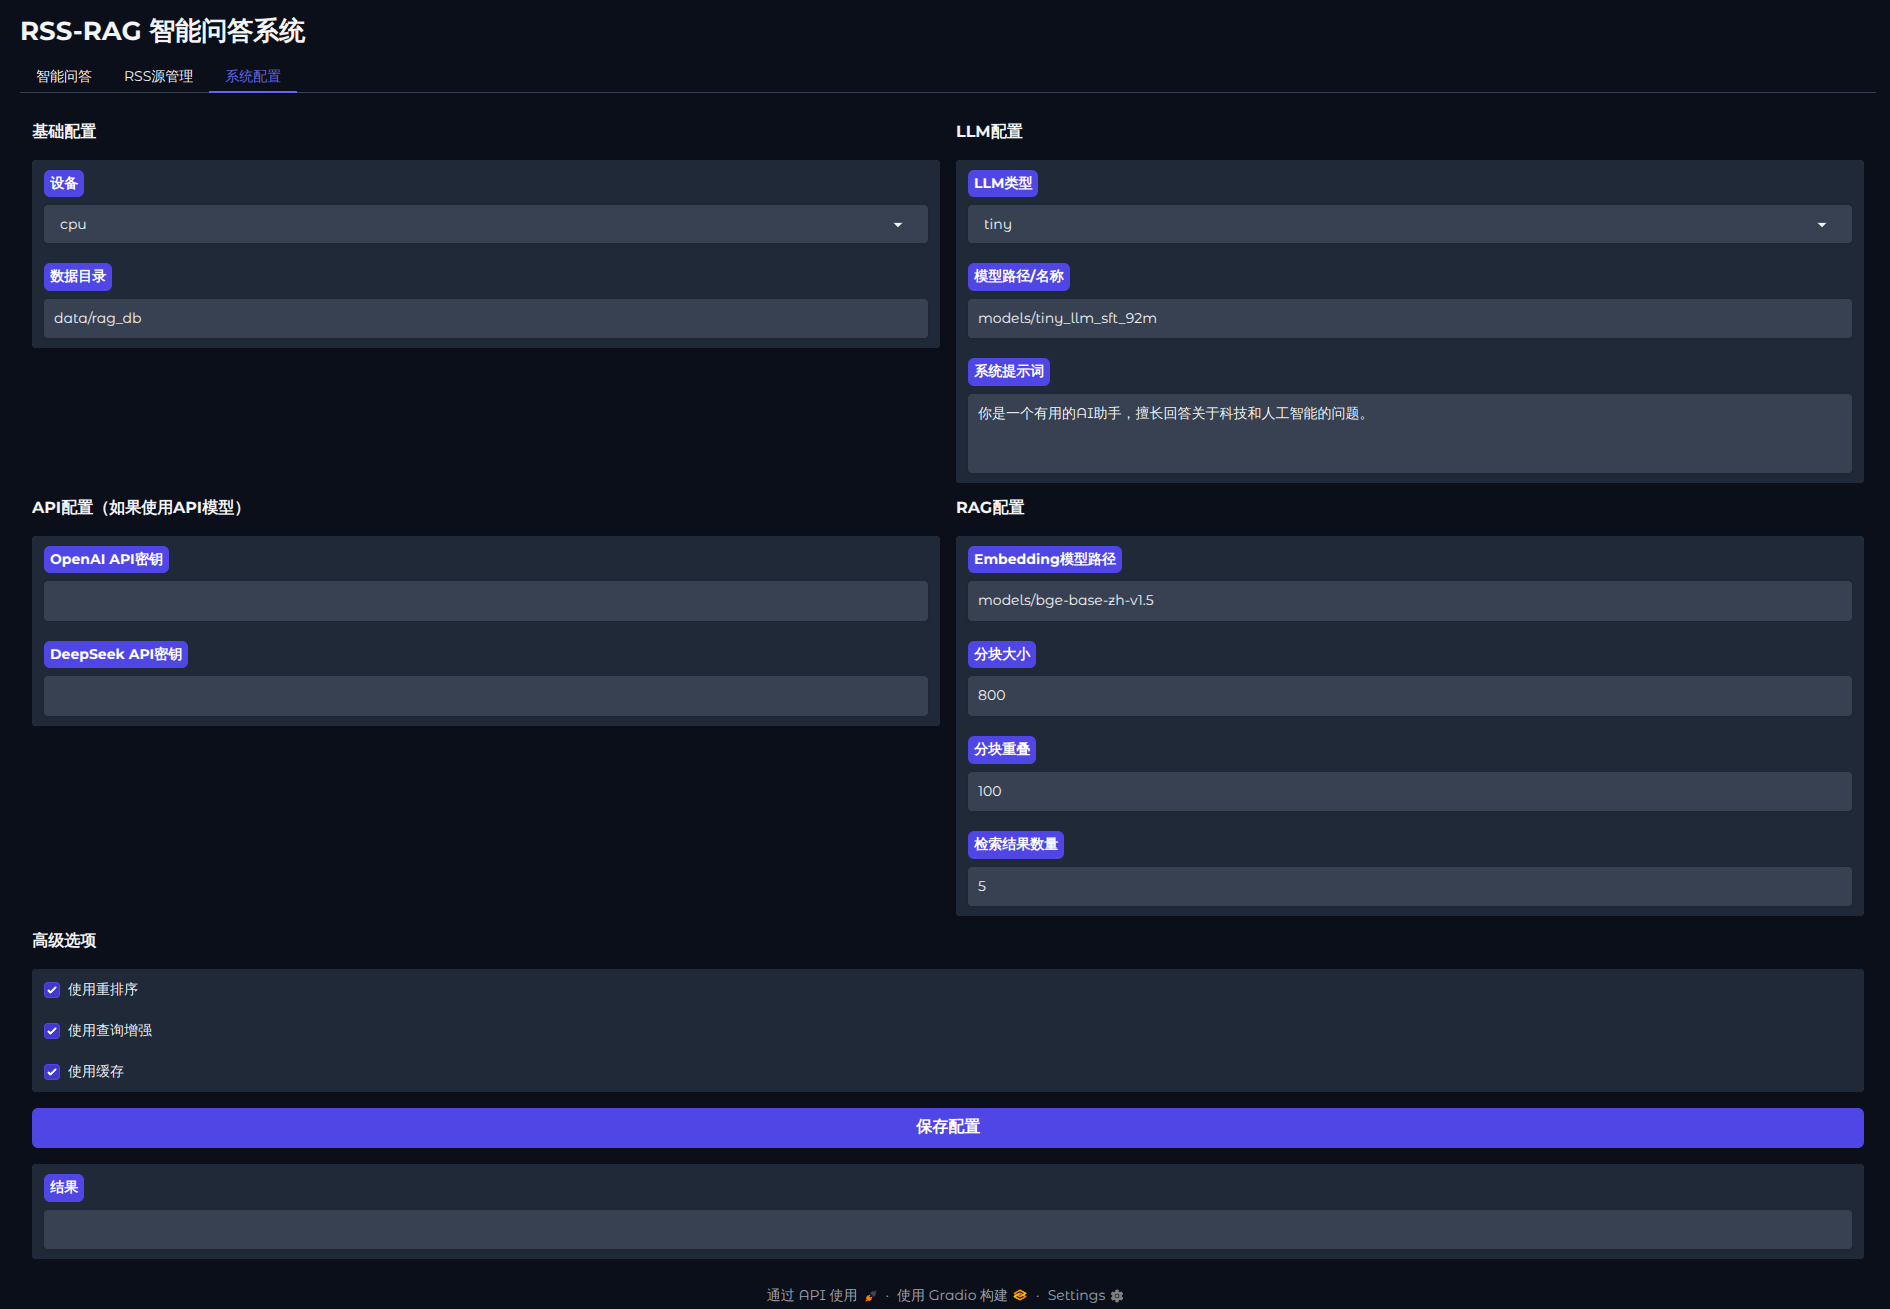 RSS-RAG 智能问答系统
智能问答
RSS源管理
系统配置
基础配置
设备
cpu
数据目录
data/rag_db
LLM配置
LLM类型
tiny
模型路径/名称
models/tiny_llm_sft_92m
系统提示词
你是一个有用的AI助手，擅长回答关于科技和人工智能的问题。
API配置（如果使用API模型）
OpenAI API密钥
DeepSeek API密钥
RAG配置
Embedding模型路径
models/bge-base-zh-v1.5
分块大小
800
分块重叠
100
检索结果数量
5
高级选项
使用重排序
使用查询增强
使用缓存
保存配置
结果
通过 API 使用 · 使用 Gradio 构建 · Settings